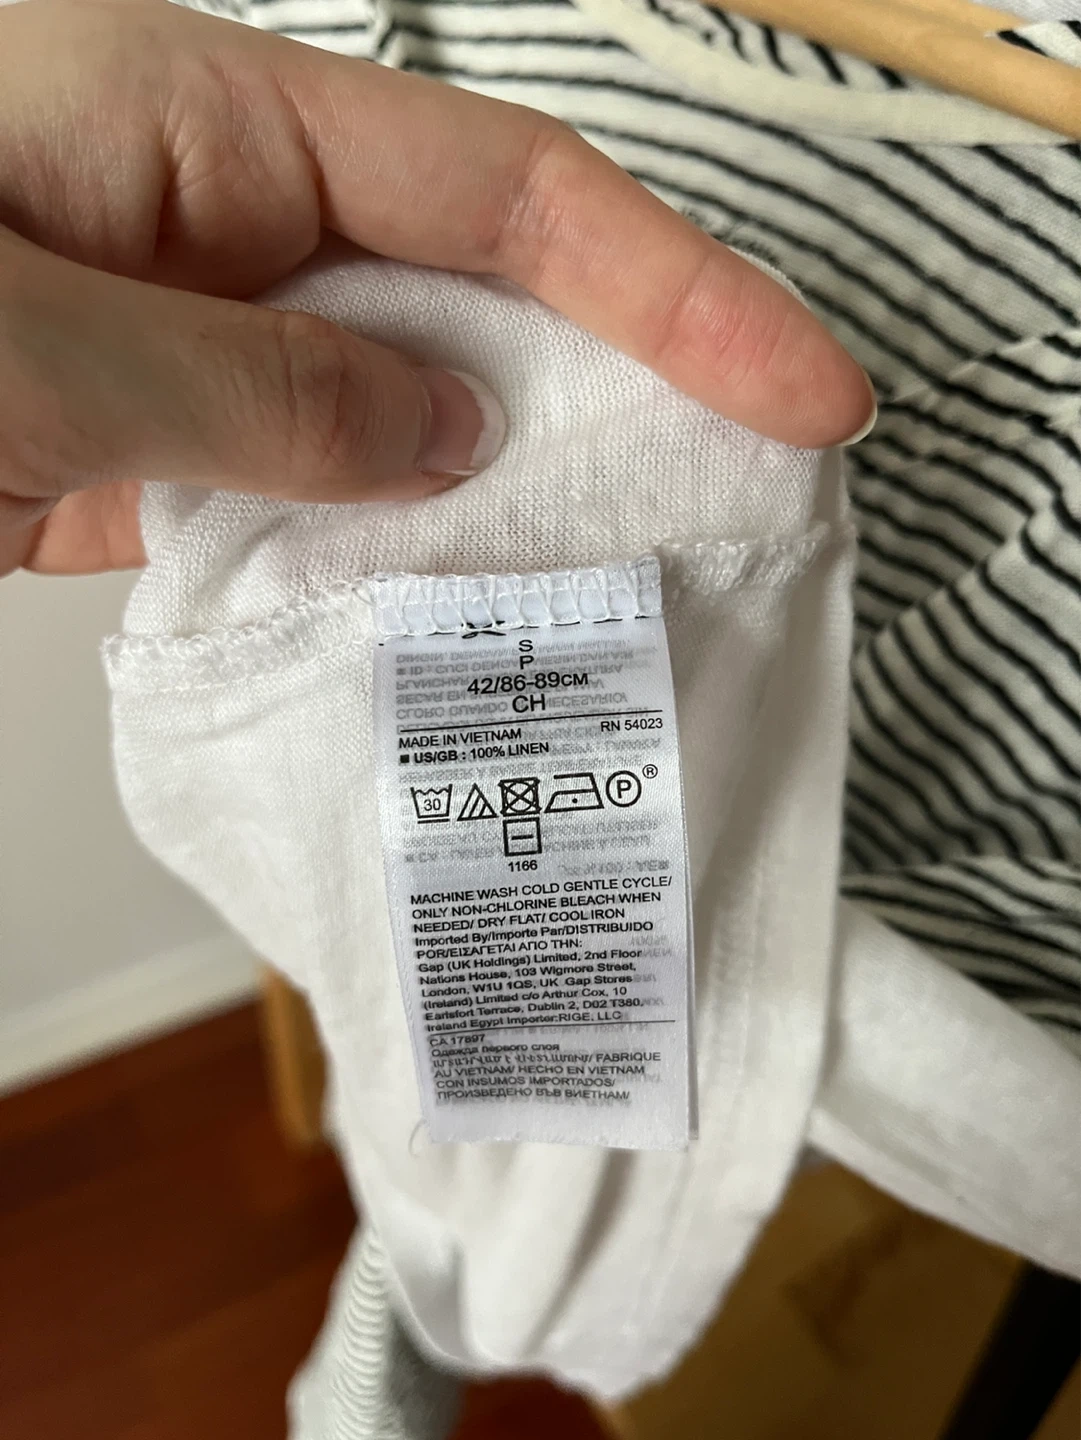 S
P
42/86-89CM
CH
MADE IN VIETNAM RN 54023
■ US/GB : 100% LINEN
30 P ®
1166
MACHINE WASH COLD GENTLE CYCLE/
ONLY NON-CHLORINE BLEACH WHEN
NEEDED/ DRY FLAT/ COOL IRON
Imported By/Importe Par/DISTRIBUIDO
POR/ΕΙΣΑΓΕΤΑΙ ΑΠΟ ΤΗΝ:
Gap (UK Holdings) Limited, 2nd Floor
Nations House, 103 Wigmore Street,
London, W1U 1QS, UK Gap Stores
(Ireland) Limited c/o Arthur Cox, 10
Earlsfort Terrace, Dublin 2, D02 T380,
Ireland Egypt Importer:RIGE, LLC
CA 17897
Одежда первого слоя
FABRIQUE
AU VIETNAM/ HECHO EN VIETNAM
CON INSUMOS IMPORTADOS/
ПРОИЗВЕДЕНО ВЪВ ВИЕТНАМ/